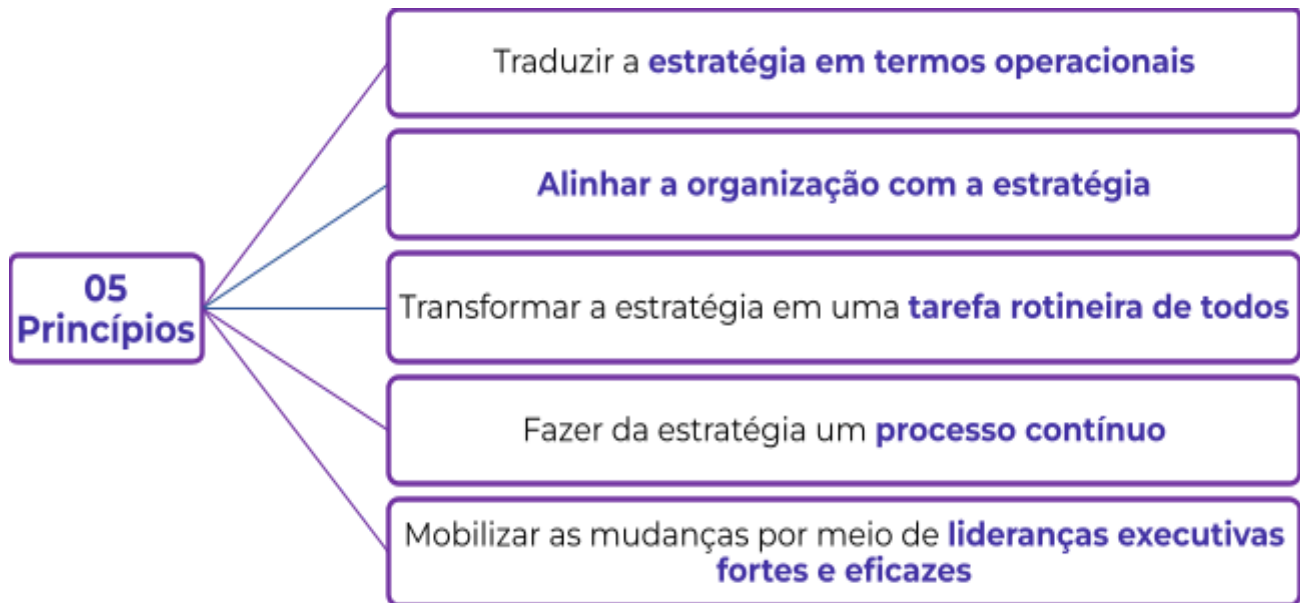 Traduzir a estratégia em termos operacionais
Alinhar a organização com a estratégia
05
Princípios
Transformar a estratégia em uma tarefa rotineira de todos
Fazer da estratégia um processo contínuo
Mobilizar as mudanças por meio de lideranças executivas
fortes e eficazes